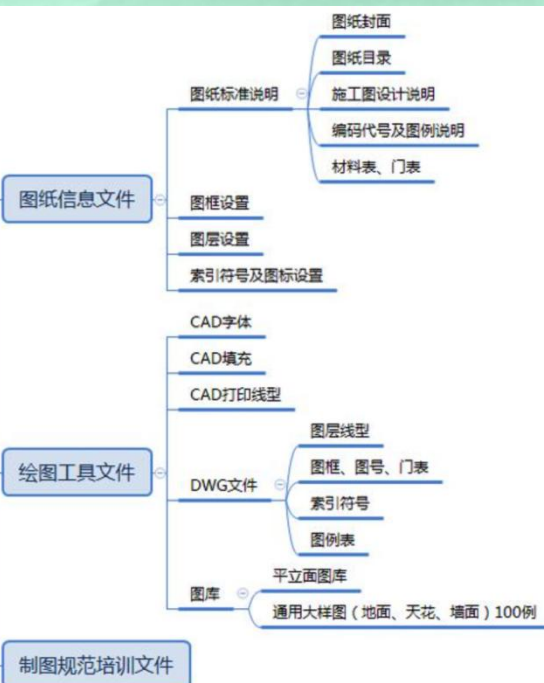 图纸信息文件
图纸标准说明
图纸封面
图纸目录
施工图设计说明
编码代号及图例说明
材料表、门表
图框设置
图层设置
索引符号及图标设置
绘图工具文件
CAD字体
CAD填充
CAD打印线型
DWG文件
图层线型
图框、图号、门表
索引符号
图例表
图库
平立面图库
通用大样图（地面、天花、墙面）100例
制图规范培训文件